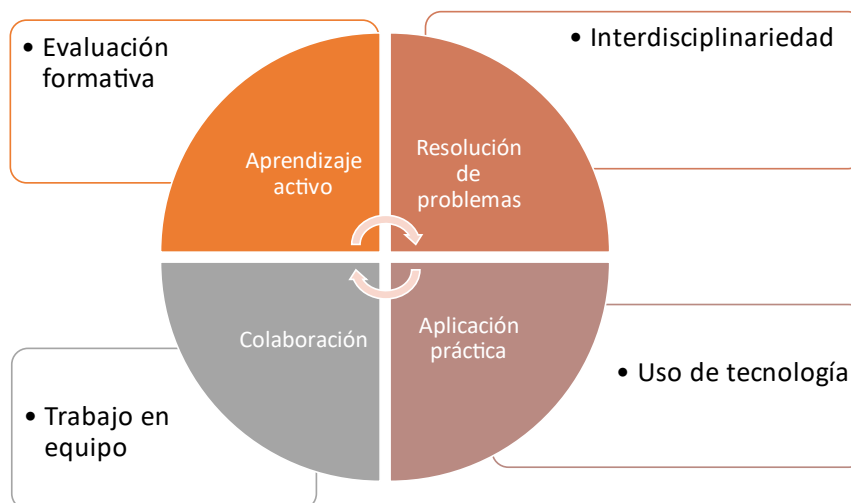 • Evaluación
formativa
• Interdisciplinariedad
Aprendizaje
activo
Resolución
de
problemas
Colaboración
Aplicación
práctica
• Trabajo en
equipo
• Uso de tecnología